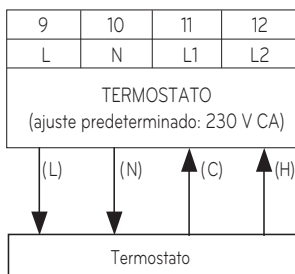 9 10 11 12
L N L1 L2
TERMOSTATO
(ajuste predeterminado: 230 V CA)
(L) (N) (C) (H)
Termostato